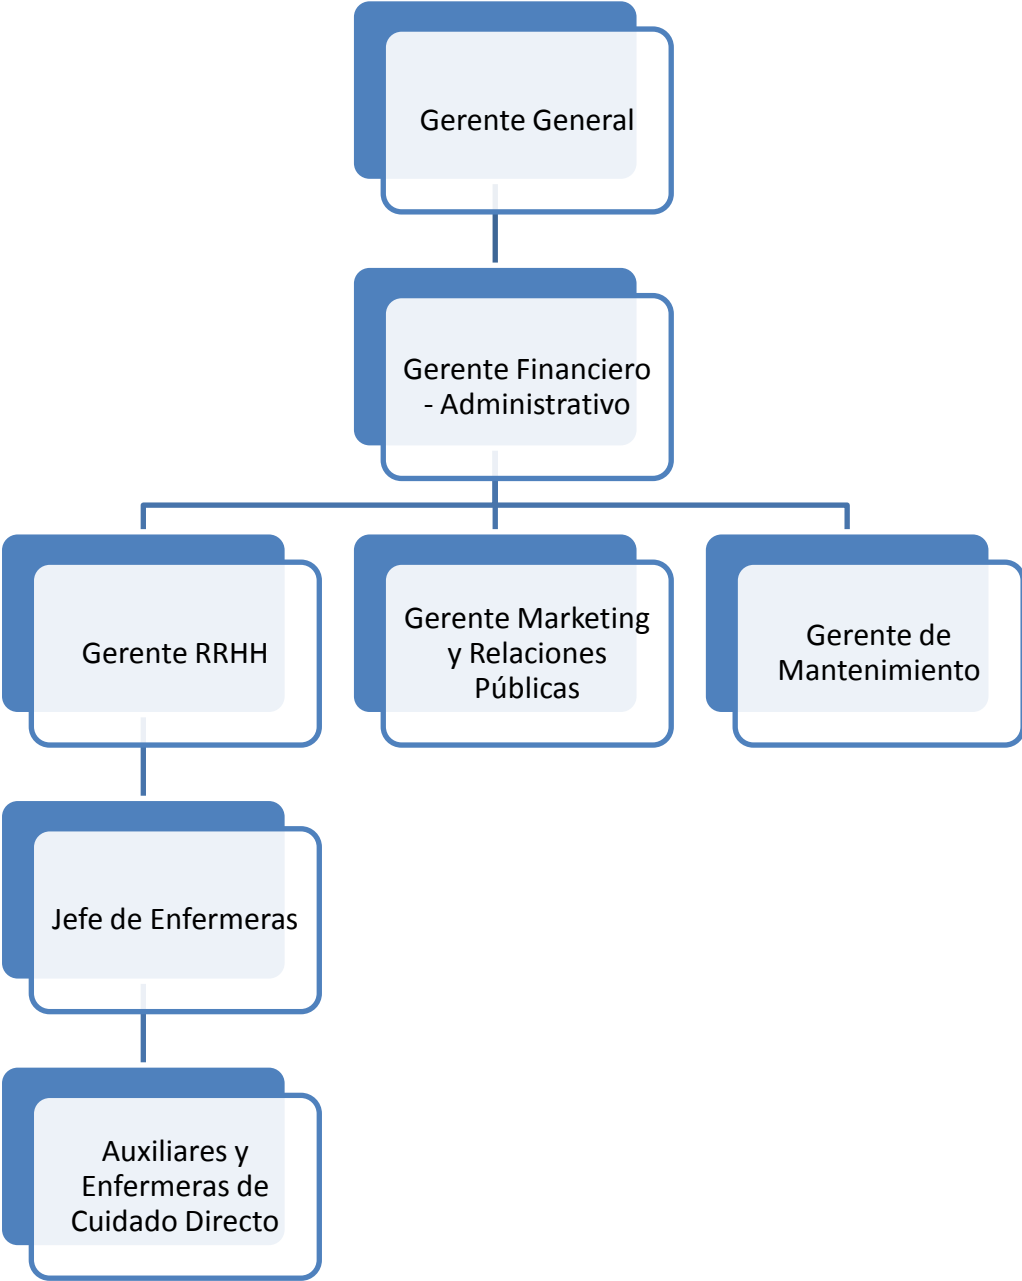 Gerente General
Gerente Financiero
- Administrativo
Gerente RRHH
Gerente Marketing
y Relaciones
Públicas
Gerente de
Mantenimiento
Jefe de Enfermeras
Auxiliares y
Enfermeras de
Cuidado Directo